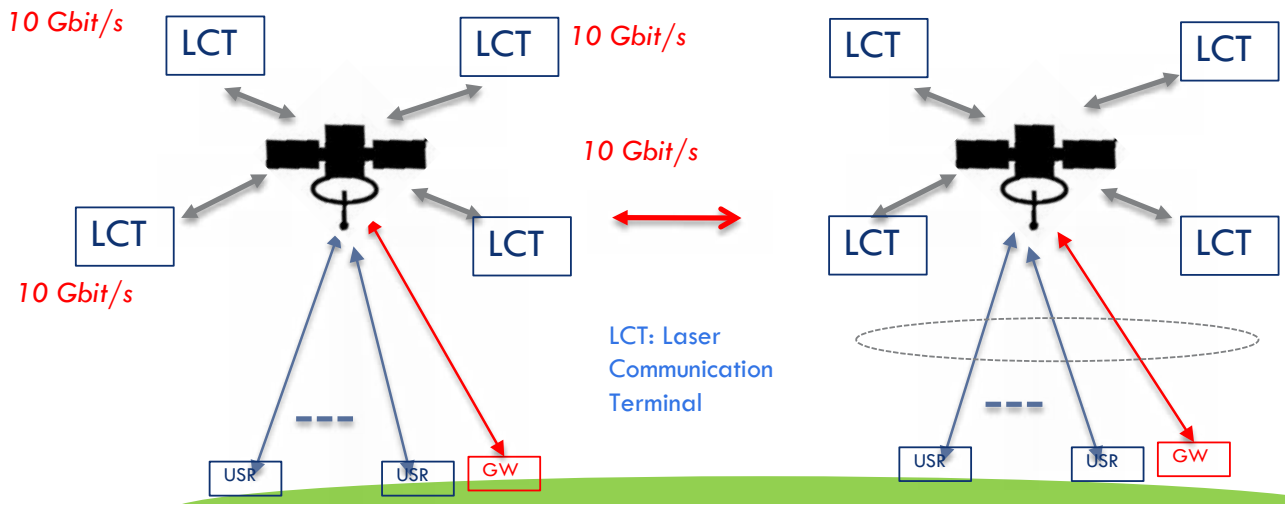 10 Gbit/s
LCT
LCT
10 Gbit/s
LCT
LCT
10 Gbit/s
LCT
LCT
LCT
LCT
10 Gbit/s
LCT: Laser
Communication
Terminal
USR
USR
GW
USR
USR
GW